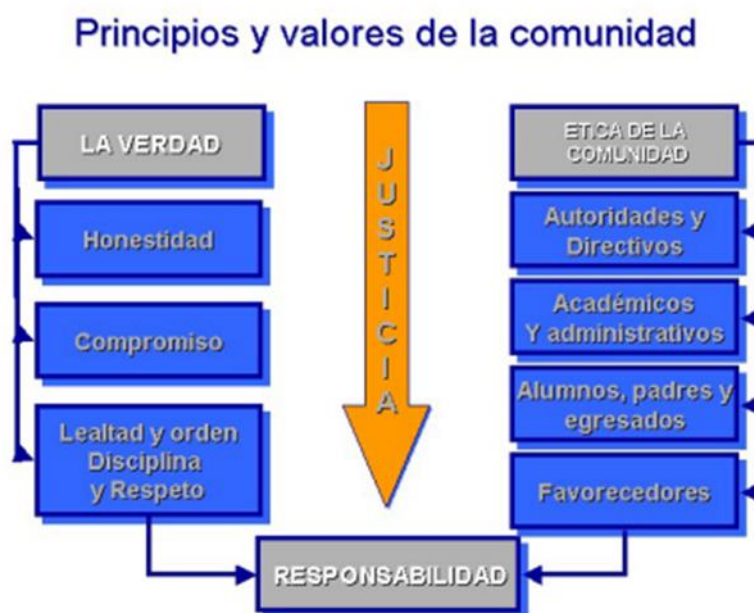 Principios y valores de la comunidad
LA VERDAD
Honestidad
Compromiso
Lealtad y orden
Disciplina
y Respeto
JUSTICIA
ETICA DE LA
COMUNIDAD
Autoridades y
Directivos
Académicos
Y administrativos
Alumnos, padres y
egresados
Favorecedores
RESPONSABILIDAD